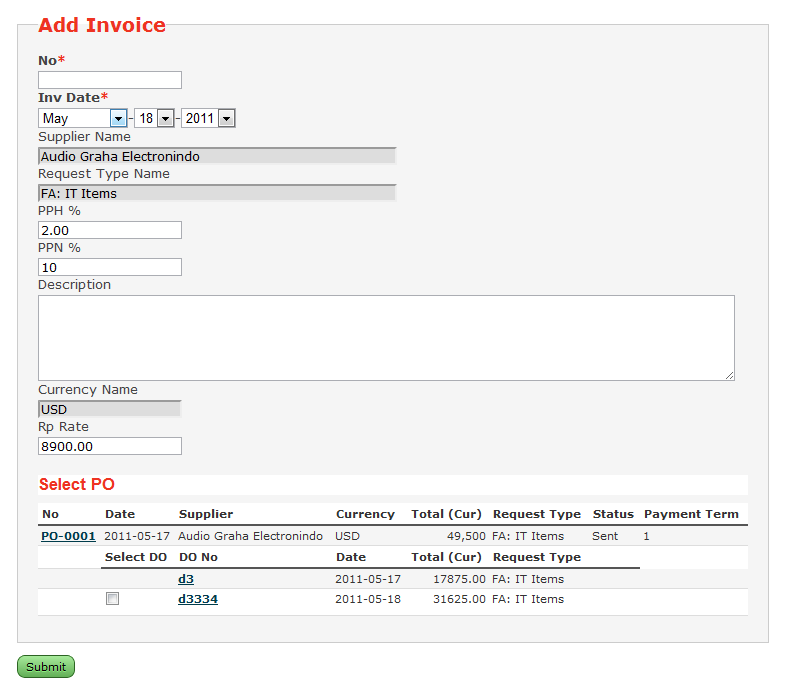 Add Invoice
No*
Inv Date*
May - 18 - 2011
Supplier Name
Audio Graha Electronindo
Request Type Name
FA: IT Items
PPH %
2.00
PPN %
10
Description
Currency Name
USD
Rp Rate
8900.00
Select PO
No Date Supplier Currency Total (Cur) Request Type Status Payment Term
PO-0001 2011-05-17 Audio Graha Electronindo USD 49,500 FA: IT Items Sent 1
Select DO DO No Date Total (Cur) Request Type
d3 2011-05-17 17875.00 FA: IT Items
d3334 2011-05-18 31625.00 FA: IT Items
Submit